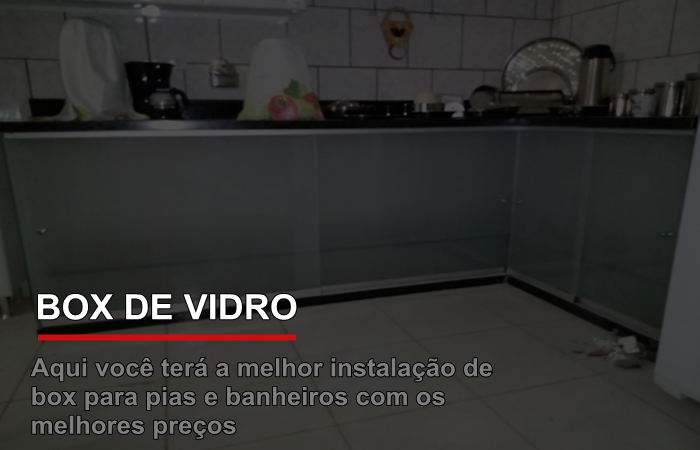 BOX DE VIDRO
Aqui você terá a melhor instalação de
box para pias e banheiros com os
melhores preços